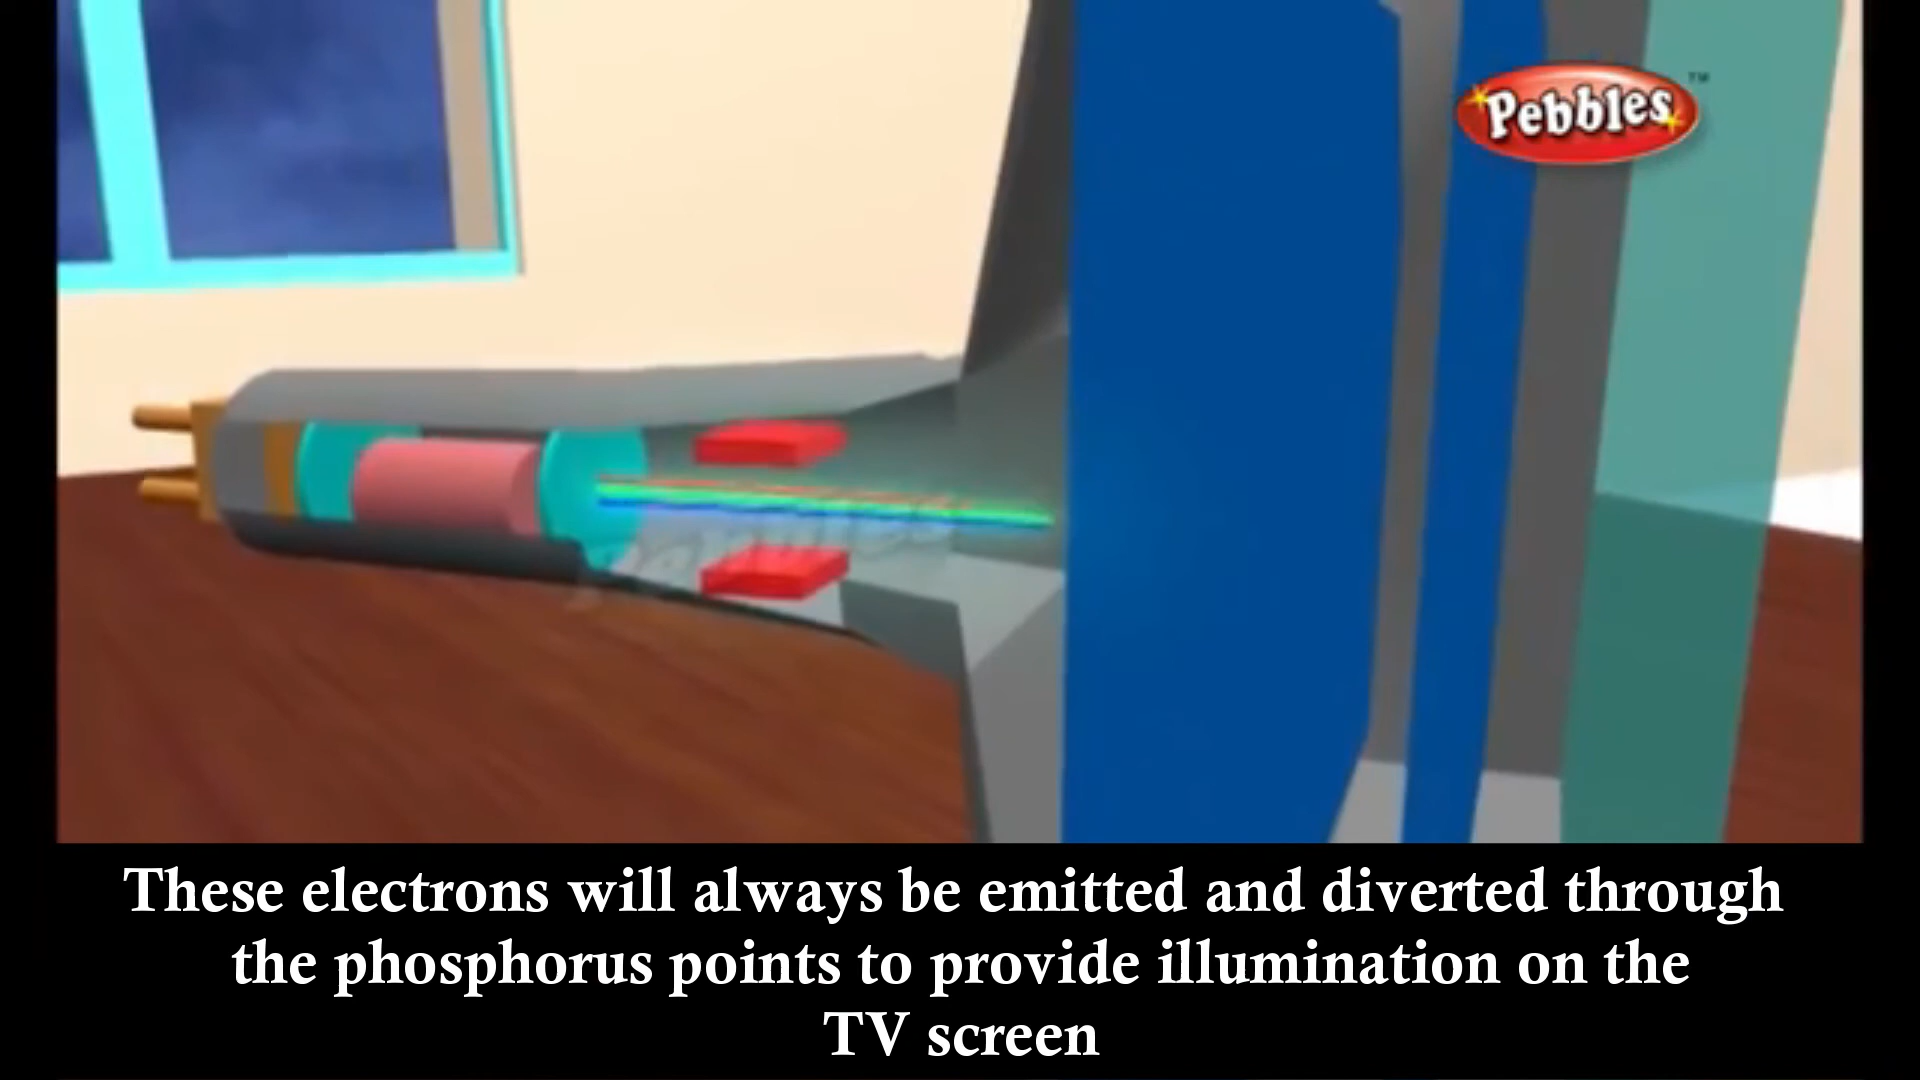 Pebbles TM
These electrons will always be emitted and diverted through
the phosphorus points to provide illumination on the
TV screen